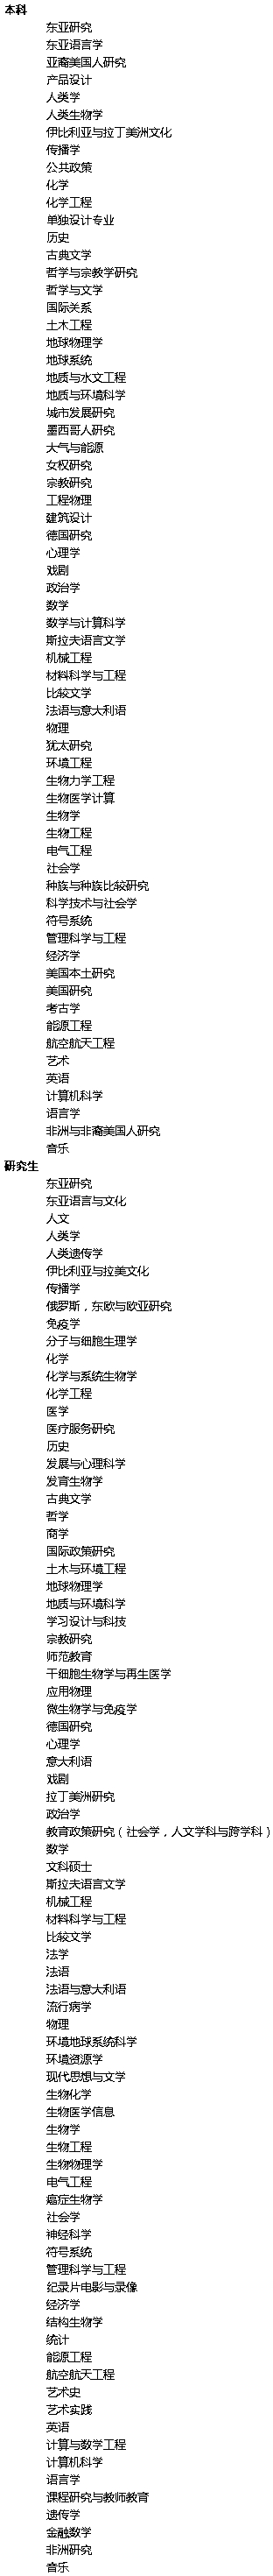 本科
东亚研究
东亚语言学
亚裔美国人研究
产品设计
人类学
人类生物学
伊比利亚与拉丁美洲文化
传播学
公共政策
化学
化学工程
单独设计专业
历史
古典文学
哲学与宗教学研究
哲学与文学
国际关系
土木工程
地球物理学
地球系统
地质与水文工程
地质与环境科学
城市发展研究
墨西哥人研究
大气与能源
女权研究
宗教研究
工程物理
建筑设计
德国研究
心理学
戏剧
政治学
数学
数学与计算科学
斯拉夫语言文学
机械工程
材料科学与工程
比较文学
法语与意大利语
物理
犹太研究
环境工程
生物力学工程
生物医学计算
生物学
生物工程
电气工程
社会学
种族与种族比较研究
科学技术与社会学
符号系统
管理科学与工程
经济学
美国本土研究
美国研究
考古学
能源工程
航空航天工程
艺术
英语
计算机科学
语言学
非洲与非裔美国人研究
音乐
研究生
东亚研究
东亚语言与文化
人文
人类学
人类遗传学
伊比利亚与拉美文化
传播学
俄罗斯，东欧与欧亚研究
免疫学
分子与细胞生理学
化学
化学与系统生物学
化学工程
医学
医疗服务研究
历史
发展与心理科学
发育生物学
古典文学
哲学
商学
国际政策研究
土木与环境工程
地球物理学
地质与环境科学
学习设计与科技
宗教研究
师范教育
干细胞生物学与再生医学
应用物理
微生物学与免疫学
德国研究
心理学
意大利语
戏剧
拉丁美洲研究
政治学
教育政策研究（社会学，人文学科与跨学科）
数学
文科硕士
斯拉夫语言文学
机械工程
材料科学与工程
比较文学
法学
法语
法语与意大利语
流行病学
物理
环境地球系统科学
环境资源学
现代思想与文学
生物化学
生物医学信息
生物学
生物工程
生物物理学
电气工程
癌症生物学
社会学
神经科学
符号系统
管理科学与工程
纪录片电影与录像
经济学
结构生物学
统计
能源工程
航空航天工程
艺术史
艺术实践
英语
计算与数学工程
计算机科学
语言学
课程研究与教师教育
遗传学
金融数学
非洲研究
音乐